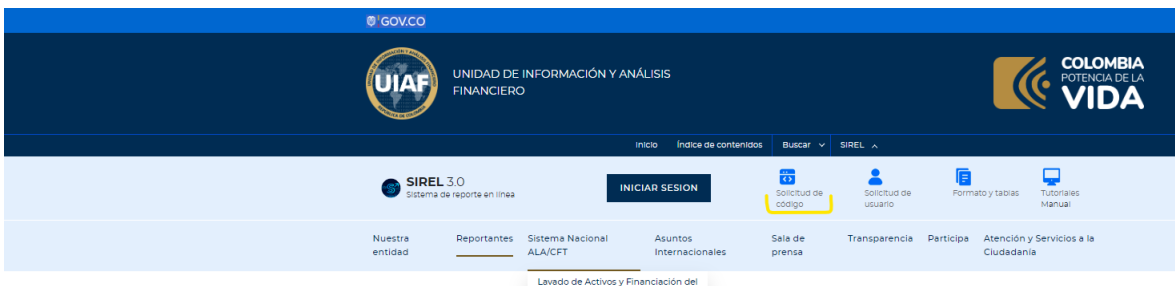 GOV.CO
UIAF
UNIDAD DE INFORMACIÓN Y ANÁLISIS
FINANCIERO
COLOMBIA
POTENCIA DE LA
VIDA
Inicio Índice de contenidos Buscar SIREL
SIREL 3.0
Sistema de reporte en línea
INICIAR SESION
Solicitud de
código
Solicitud de
usuario
Formato y tablas
Tutoriales
Manual
Nuestra
entidad
Reportantes
Sistema Nacional
ALA/CFT
Asuntos
Internacionales
Sala de
prensa
Transparencia
Participa
Atención y Servicios a la
Ciudadanía
Lavado de Activos y Financiación del